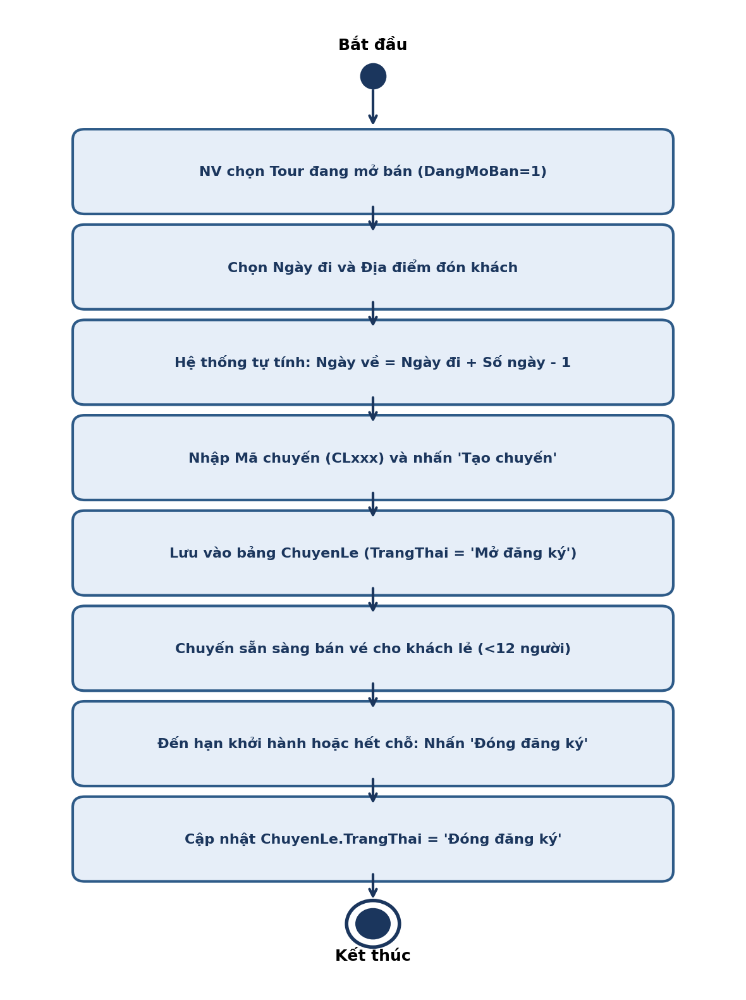 Bắt đầu
NV chọn Tour đang mở bán (DangMoBan=1)
Chọn Ngày đi và Địa điểm đón khách
Hệ thống tự tính: Ngày về = Ngày đi + Số ngày - 1
Nhập Mã chuyến (CLxxx) và nhấn 'Tạo chuyến'
Lưu vào bảng ChuyenLe (TrangThai = 'Mở đăng ký')
Chuyến sẵn sàng bán vé cho khách lẻ (<12 người)
Đến hạn khởi hành hoặc hết chỗ: Nhấn 'Đóng đăng ký'
Cập nhật ChuyenLe.TrangThai = 'Đóng đăng ký'
Kết thúc